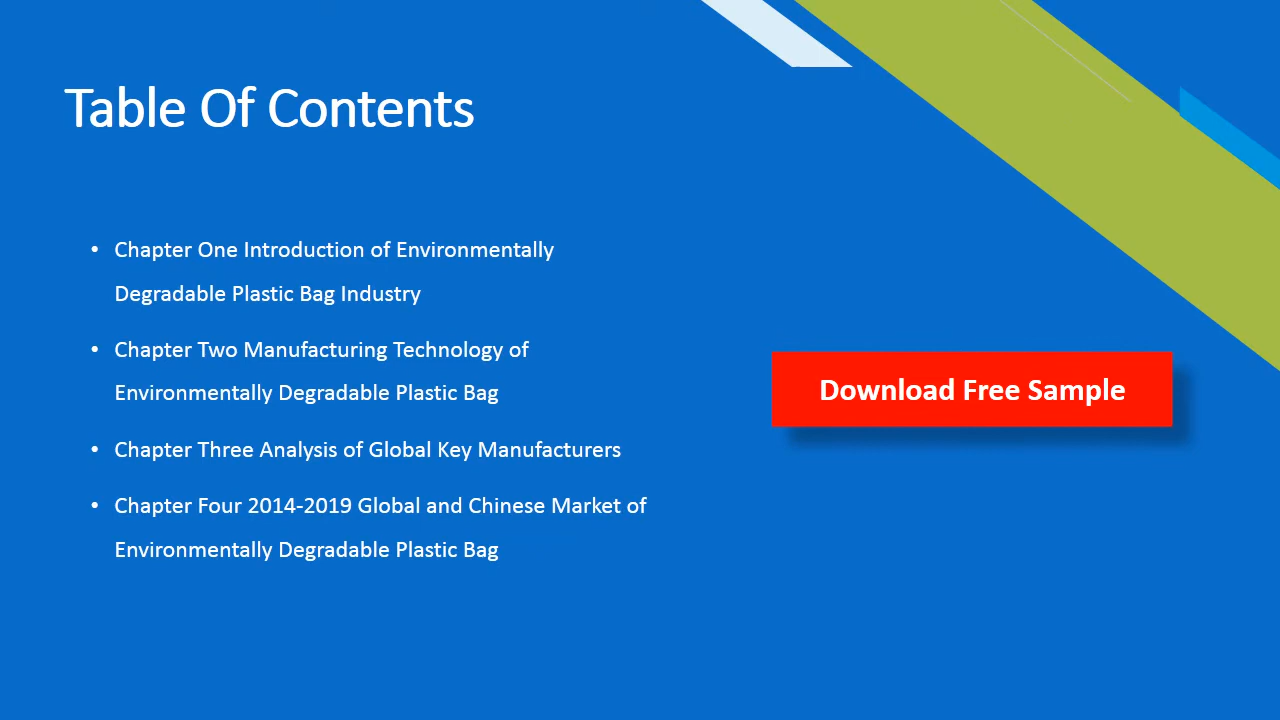 Table Of Contents
• Chapter One Introduction of Environmentally
Degradable Plastic Bag Industry
• Chapter Two Manufacturing Technology of
Environmentally Degradable Plastic Bag
• Chapter Three Analysis of Global Key Manufacturers
• Chapter Four 2014-2019 Global and Chinese Market of
Environmentally Degradable Plastic Bag
Download Free Sample